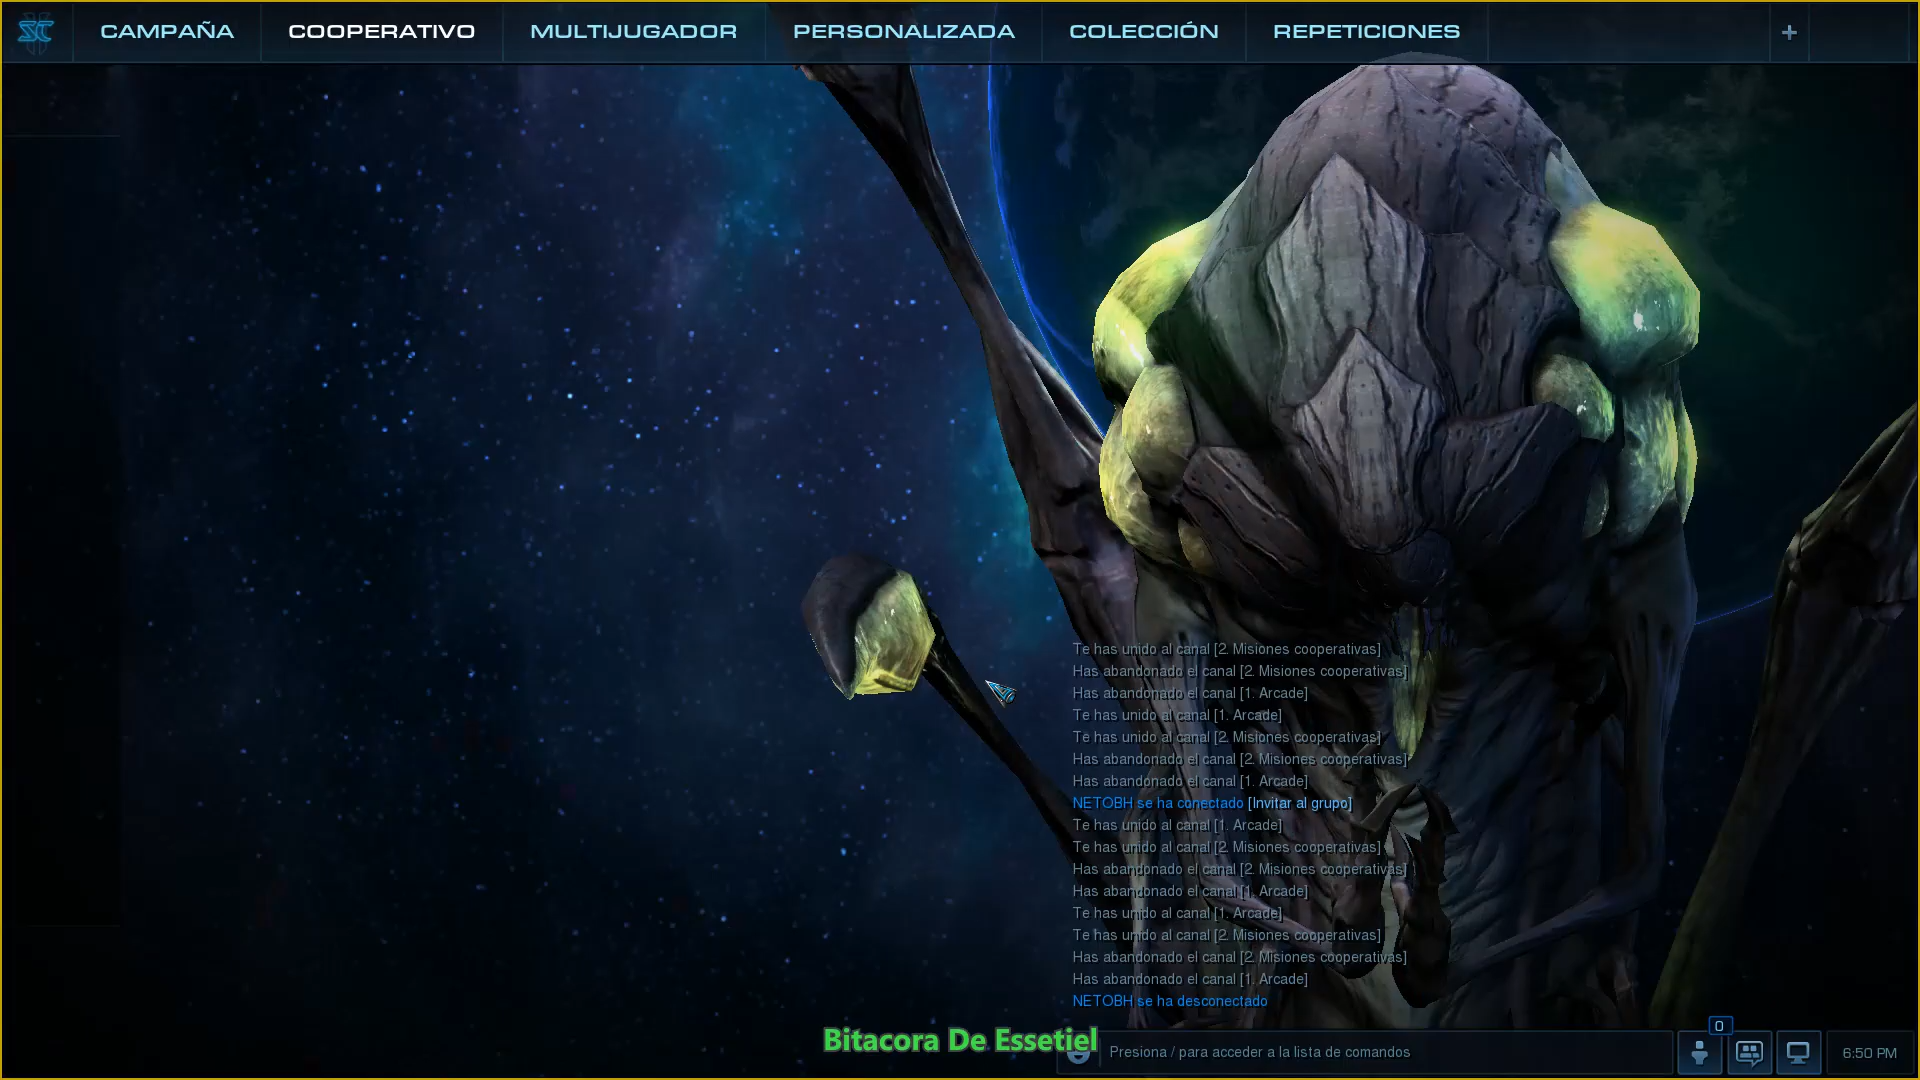 CAMPAÑA
COOPERATIVO
MULTIJUGADOR
PERSONALIZADA
COLECCIÓN
REPETICIONES
+
Te has unido al canal [2. Misiones cooperativas]
Has abandonado el canal [2. Misiones cooperativas]
Has abandonado el canal [1. Arcade]
Te has unido al canal [1. Arcade]
Te has unido al canal [2. Misiones cooperativas]
Has abandonado el canal [2. Misiones cooperativas]
Has abandonado el canal [1. Arcade]
NETOBH se ha conectado [Invitar al grupo]
Te has unido al canal [1. Arcade]
Te has unido al canal [2. Misiones cooperativas]
Has abandonado el canal [2. Misiones cooperativas]
Has abandonado el canal [1. Arcade]
Te has unido al canal [1. Arcade]
Te has unido al canal [2. Misiones cooperativas]
Has abandonado el canal [2. Misiones cooperativas]
Has abandonado el canal [1. Arcade]
NETOBH se ha desconectado
Bitacora De Essetiel
Presiona / para acceder a la lista de comandos
0
6:50 PM